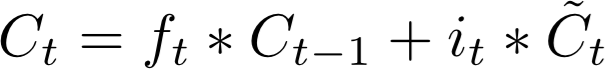 $C_t = f_t * C_{t-1} + i_t * \tilde{C}_t$